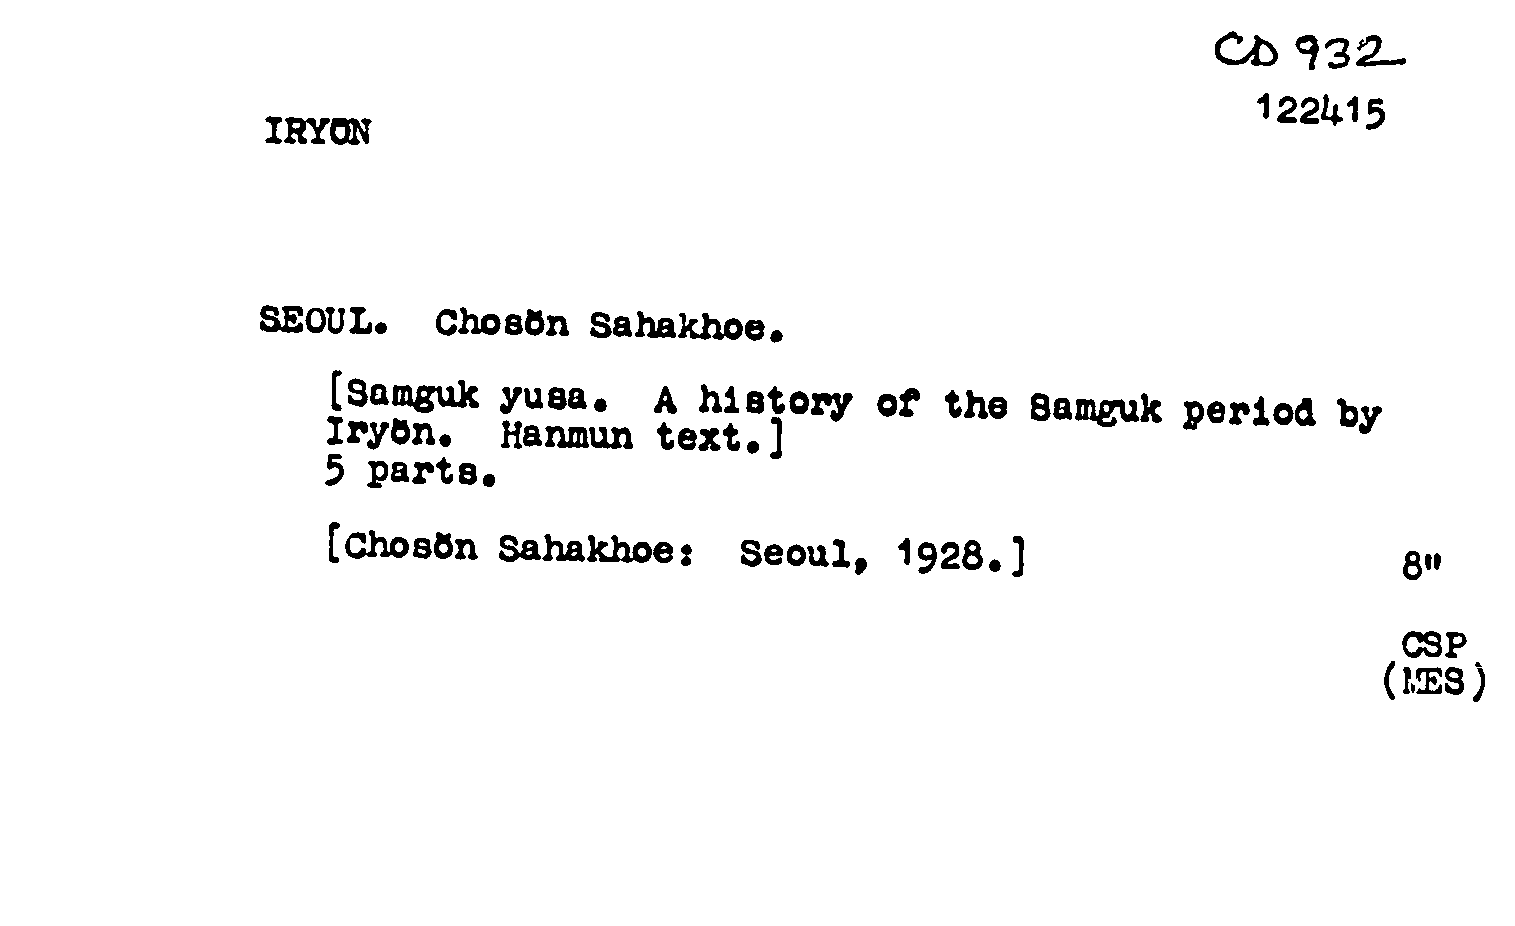 CD 932
122415
IRYŎN
SEOUL. Chosŏn Sahakhoe.
[Samguk yusa. A history of the Samguk period by
Iryŏn. Hanmun text.]
5 parts.
[Chosŏn Sahakhoe: Seoul, 1928.]
8"
CSP
(MES)